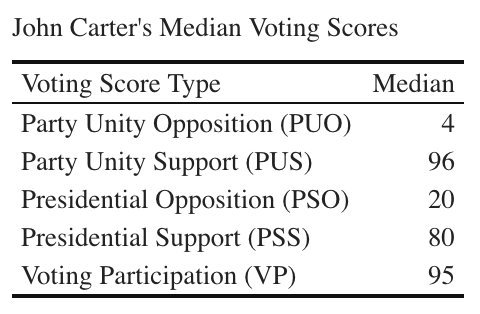 John Carter's Median Voting Scores
Voting Score Type Median
Party Unity Opposition (PUO) 4
Party Unity Support (PUS) 96
Presidential Opposition (PSO) 20
Presidential Support (PSS) 80
Voting Participation (VP) 95